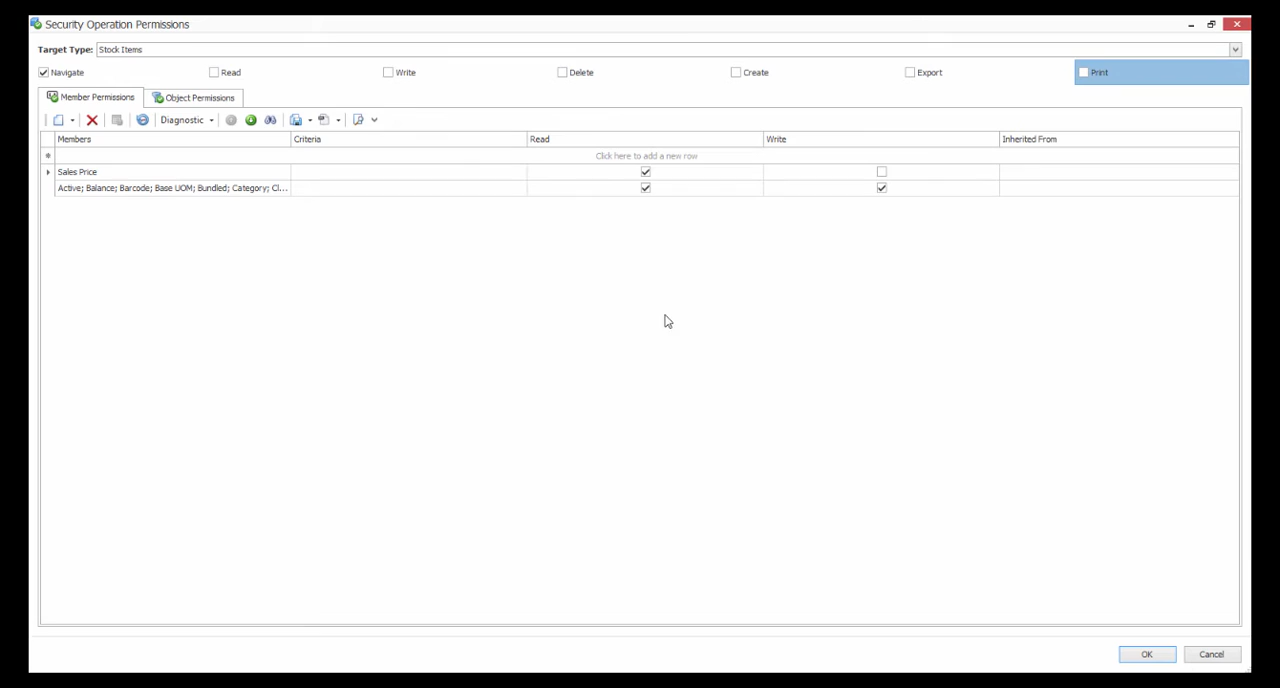 Security Operation Permissions
Target Type: Stock Items
Navigate Read Write Delete Create Export Print
Member Permissions Object Permissions
Diagnostic
Members Criteria Read Write Inherited From
Click here to add a new row
Sales Price
Active; Balance; Barcode; Base UOM; Bundled; Category; Cl...
OK Cancel